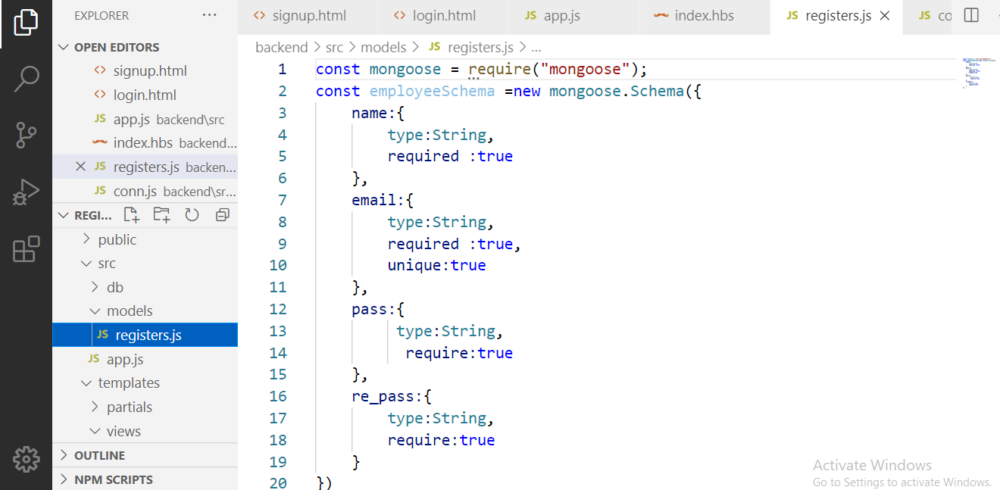 EXPLORER ...
OPEN EDITORS
<> signup.html
<> login.html
JS app.js backend\src
index.hbs backend...
JS registers.js backen...
JS conn.js backend\sr...
REGI...
public
src
db
models
JS registers.js
JS app.js
templates
partials
views
OUTLINE
NPM SCRIPTS
<> signup.html <> login.html JS app.js index.hbs JS registers.js JS co
backend > src > models > JS registers.js > ...
1 const mongoose = require("mongoose");
2 const employeeSchema =new mongoose.Schema({
3 name:{
4 type:String,
5 required :true
6 },
7 email:{
8 type:String,
9 required :true,
10 unique:true
11 },
12 pass:{
13 type:String,
14 require:true
15 },
16 re_pass:{
17 type:String,
18 require:true
19 }
20 })
Activate Windows
Go to Settings to activate Windows.